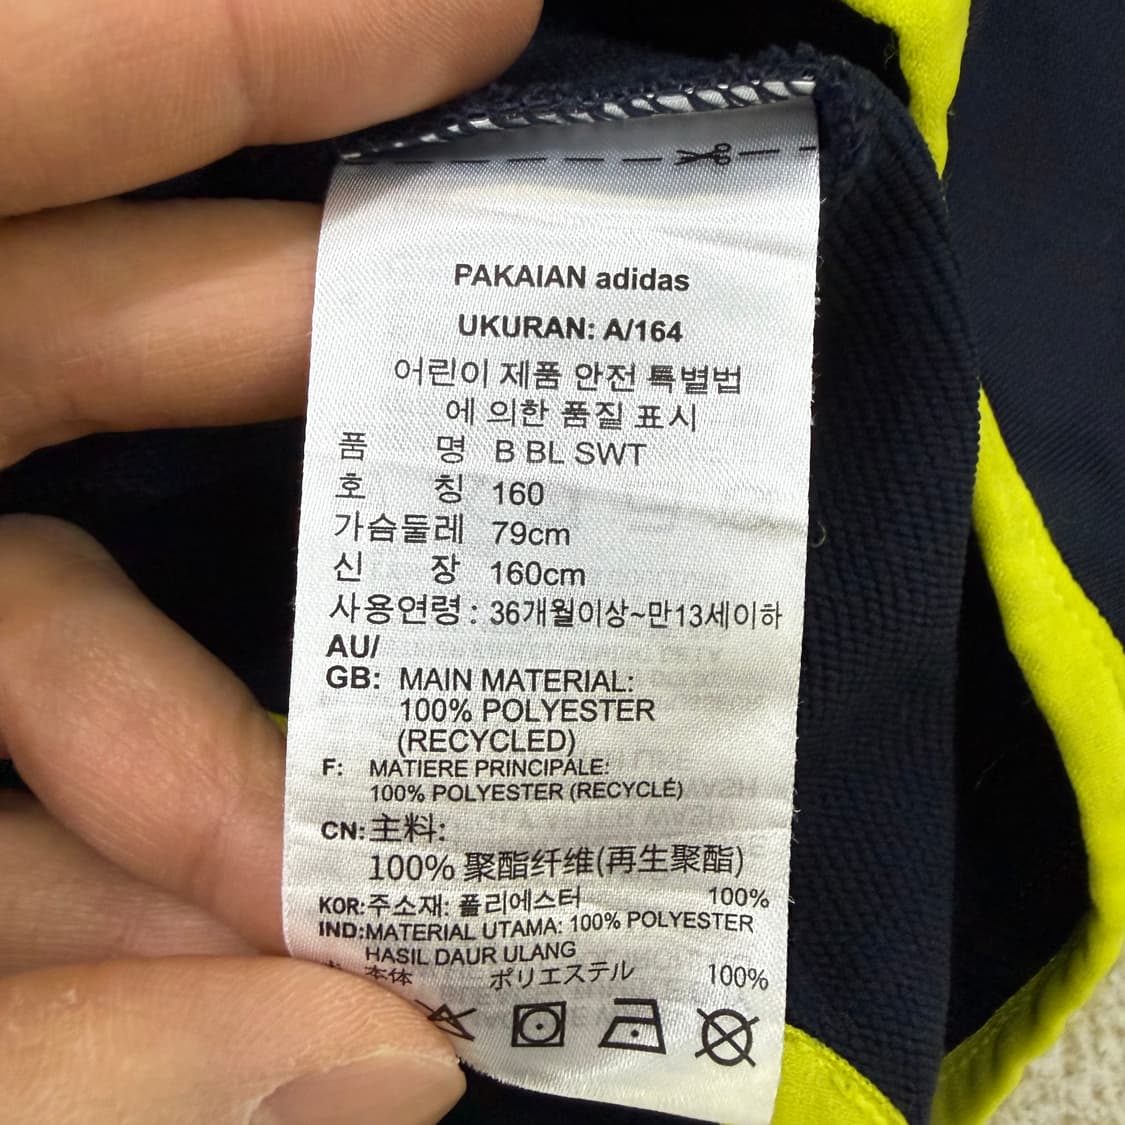 PAKAIAN adidas
UKURAN: A/164
어린이 제품 안전 특별법
에 의한 품질 표시
품 명 B BL SWT
호 칭 160
가슴둘레 79cm
신 장 160cm
사용연령 : 36개월이상~만13세이하
AU/
GB: MAIN MATERIAL:
100% POLYESTER
(RECYCLED)
F: MATIERE PRINCIPALE:
100% POLYESTER (RECYCLÉ)
CN: 主料:
100% 聚酯纤维(再生聚酯)
KOR: 주소재: 폴리에스터 100%
IND: MATERIAL UTAMA: 100% POLYESTER
HASIL DAUR ULANG
本体 ポリエステル 100%